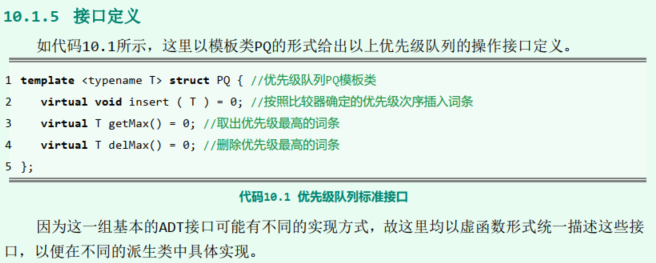 10.1.5 接口定义
如代码10.1所示，这里以模板类PQ的形式给出以上优先级队列的操作接口定义。
1 template <typename T> struct PQ { //优先级队列PQ模板类
2 virtual void insert ( T ) = 0; //按照比较器确定的优先级次序插入词条
3 virtual T getMax() = 0; //取出优先级最高的词条
4 virtual T delMax() = 0; //删除优先级最高的词条
5 };
代码10.1 优先级队列标准接口
因为这一组基本的ADT接口可能有不同的实现方式，故这里均以虚函数形式统一描述这些接
口，以便在不同的派生类中具体实现。